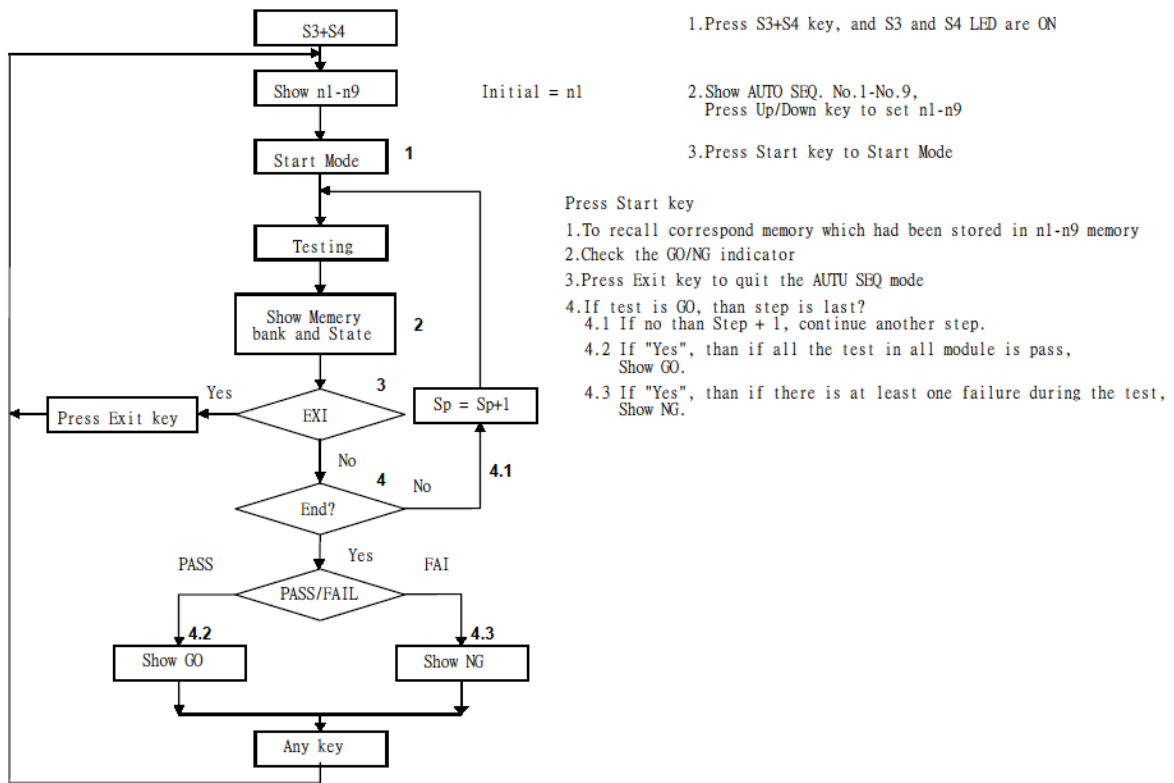 S3+S4
1.Press S3+S4 key, and S3 and S4 LED are ON
Show n1-n9
Initial = n1
2.Show AUTO SEQ. No.1-No.9,
Press Up/Down key to set n1-n9
Start Mode
1
3.Press Start key to Start Mode
Press Start key
1.To recall correspond memory which had been stored in n1-n9 memory
Testing
2.Check the GO/NG indicator
3.Press Exit key to quit the AUTU SEQ mode
Show Memory
bank and State
2
4.If test is GO, than step is last?
4.1 If no than Step + 1, continue another step.
4.2 If "Yes", than if all the test in all module is pass,
Show GO.
4.3 If "Yes", than if there is at least one failure during the test,
Show NG.
Yes
3
Press Exit key
EXI
Sp = Sp+1
No
4
No
4.1
End?
Yes
PASS
FAI
PASS/FAIL
4.2
4.3
Show GO
Show NG
Any key